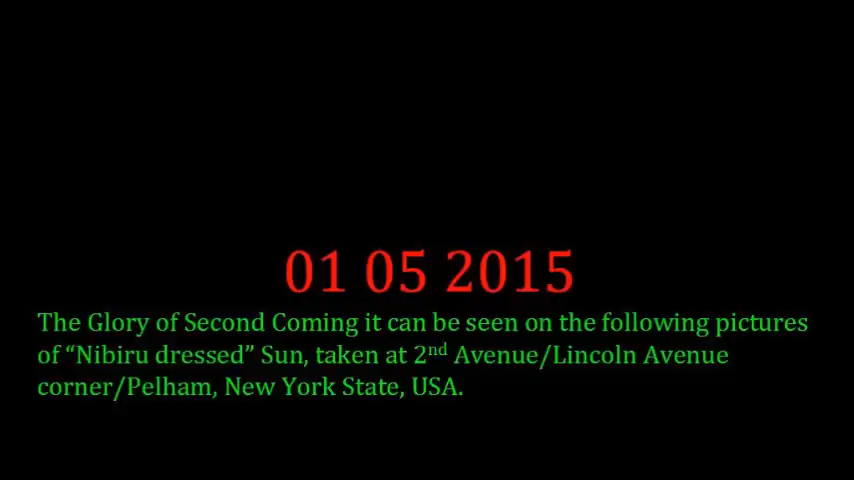 01 05 2015
The Glory of Second Coming it can be seen on the following pictures
of “Nibiru dressed” Sun, taken at 2nd Avenue/Lincoln Avenue
corner/Pelham, New York State, USA.